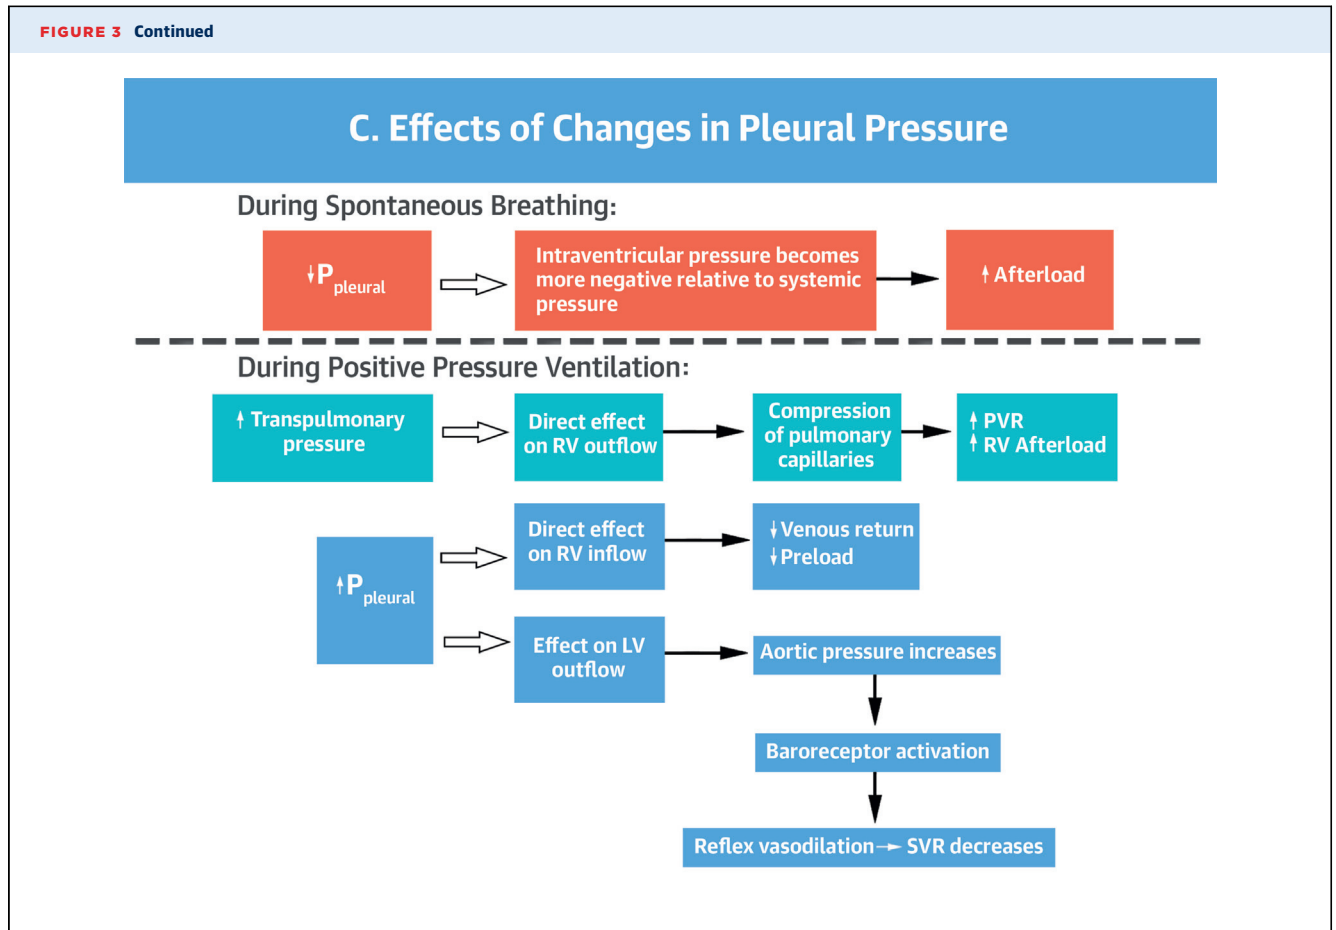 FIGURE 3 Continued
C. Effects of Changes in Pleural Pressure
During Spontaneous Breathing:
↓P pleural
Intraventricular pressure becomes
more negative relative to systemic
pressure
↑ Afterload
During Positive Pressure Ventilation:
↑ Transpulmonary
pressure
Direct effect
on RV outflow
Compression
of pulmonary
capillaries
↑ PVR
↑ RV Afterload
↑P pleural
Direct effect
on RV inflow
↓ Venous return
↓ Preload
Effect on LV
outflow
Aortic pressure increases
Baroreceptor activation
Reflex vasodilation → SVR decreases